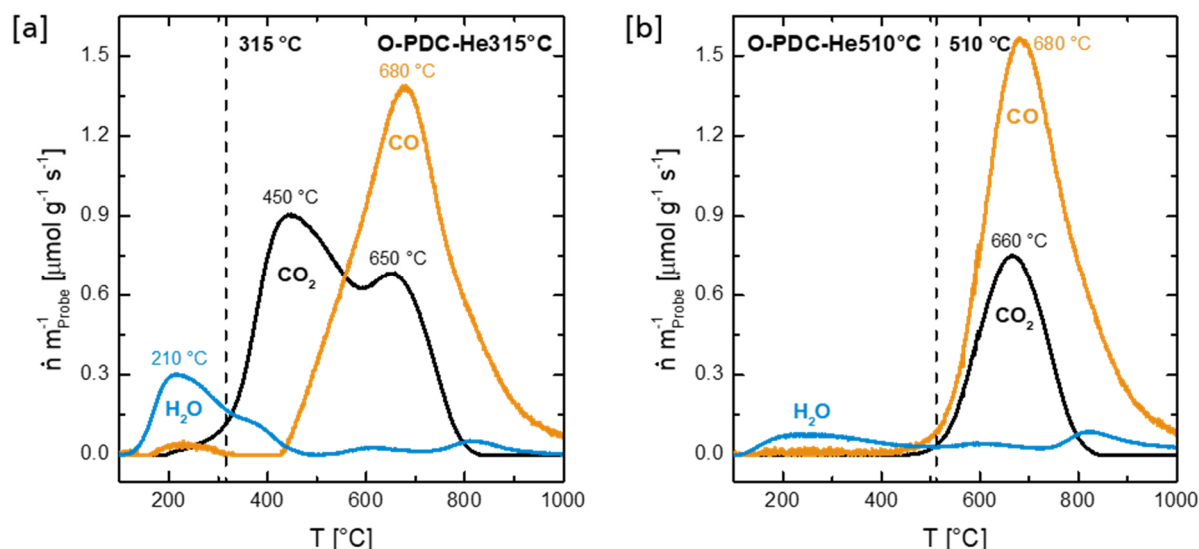 [a]
315 °C
O-PDC-He315°C
680 °C
CO
450 °C
650 °C
CO₂
210 °C
H₂O
1.5
1.2
0.9
0.6
0.3
0.0
ṅ m⁻¹Probe [µmol g⁻¹ s⁻¹]
200 400 600 800 1000
T [°C]
[b]
O-PDC-He510°C
510 °C
680 °C
CO
660 °C
CO₂
H₂O
1.5
1.2
0.9
0.6
0.3
0.0
ṅ m⁻¹Probe [µmol g⁻¹ s⁻¹]
200 400 600 800 1000
T [°C]